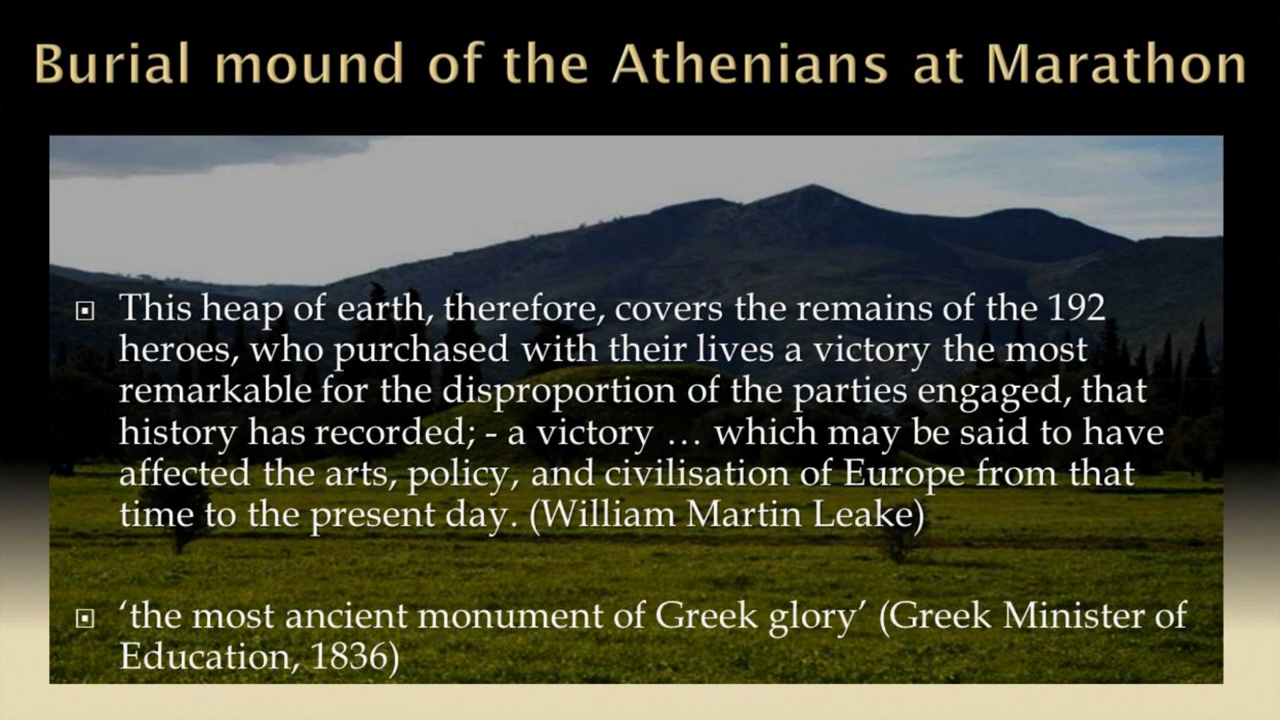 Burial mound of the Athenians at Marathon
This heap of earth, therefore, covers the remains of the 192
heroes, who purchased with their lives a victory the most
remarkable for the disproportion of the parties engaged, that
history has recorded; - a victory … which may be said to have
affected the arts, policy, and civilisation of Europe from that
time to the present day. (William Martin Leake)
‘the most ancient monument of Greek glory’ (Greek Minister of
Education, 1836)